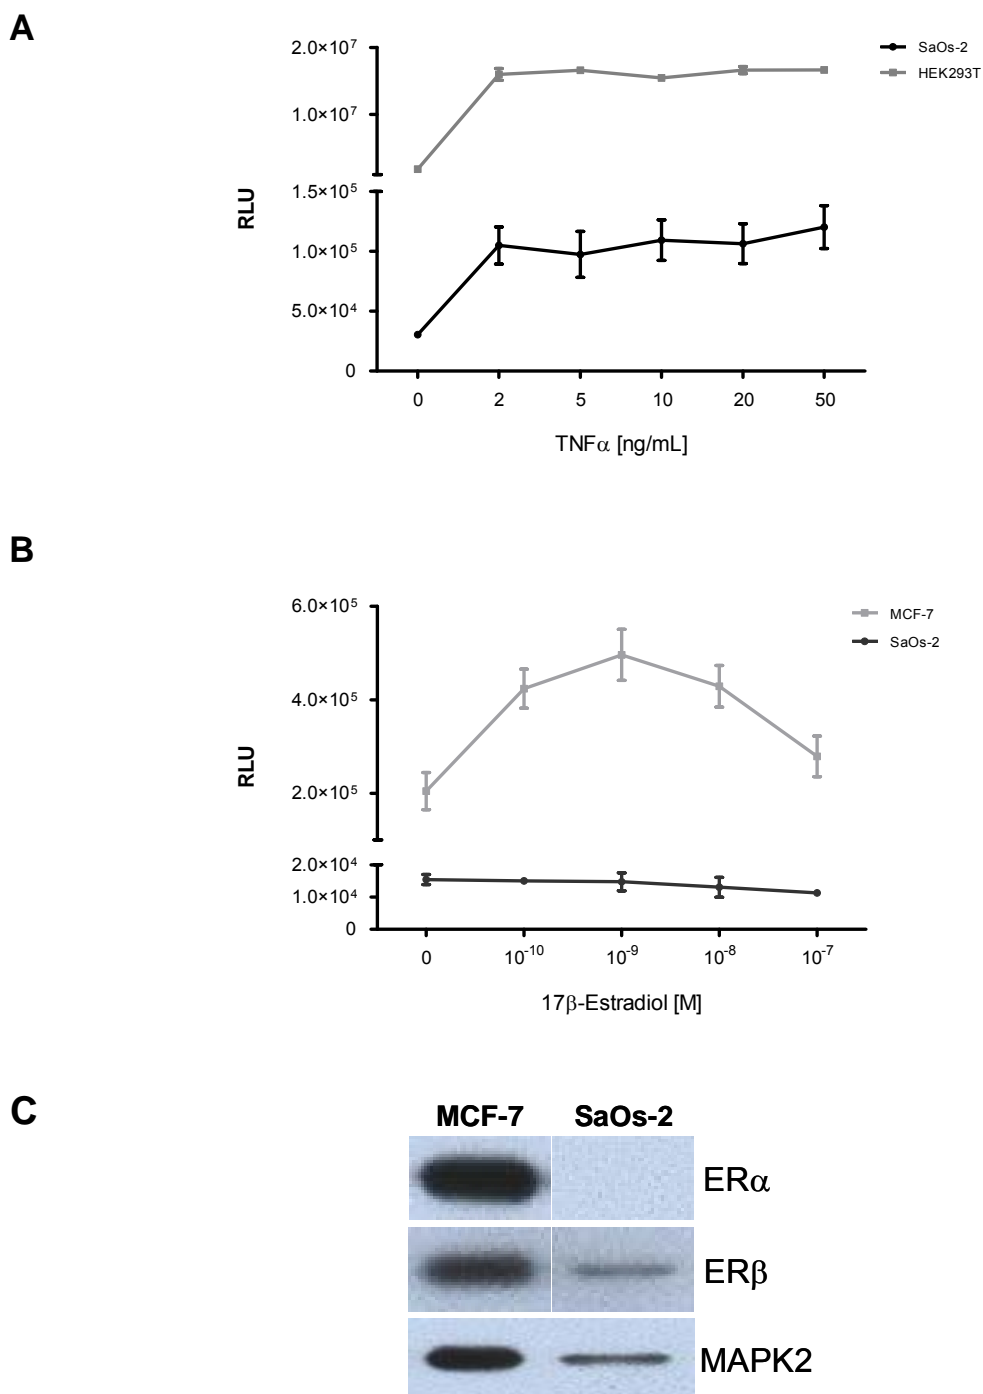 A
2.0×10⁷
1.0×10⁷
1.5×10⁵
1.0×10⁵
5.0×10⁴
0
RLU
0 2 5 10 20 50
TNFα [ng/mL]
SaOs-2
HEK293T
B
6.0×10⁵
4.0×10⁵
2.0×10⁵
2.0×10⁴
1.0×10⁴
0
RLU
0 10⁻¹⁰ 10⁻⁹ 10⁻⁸ 10⁻⁷
17β-Estradiol [M]
MCF-7
SaOs-2
C
MCF-7 SaOs-2
ERα
ERβ
MAPK2